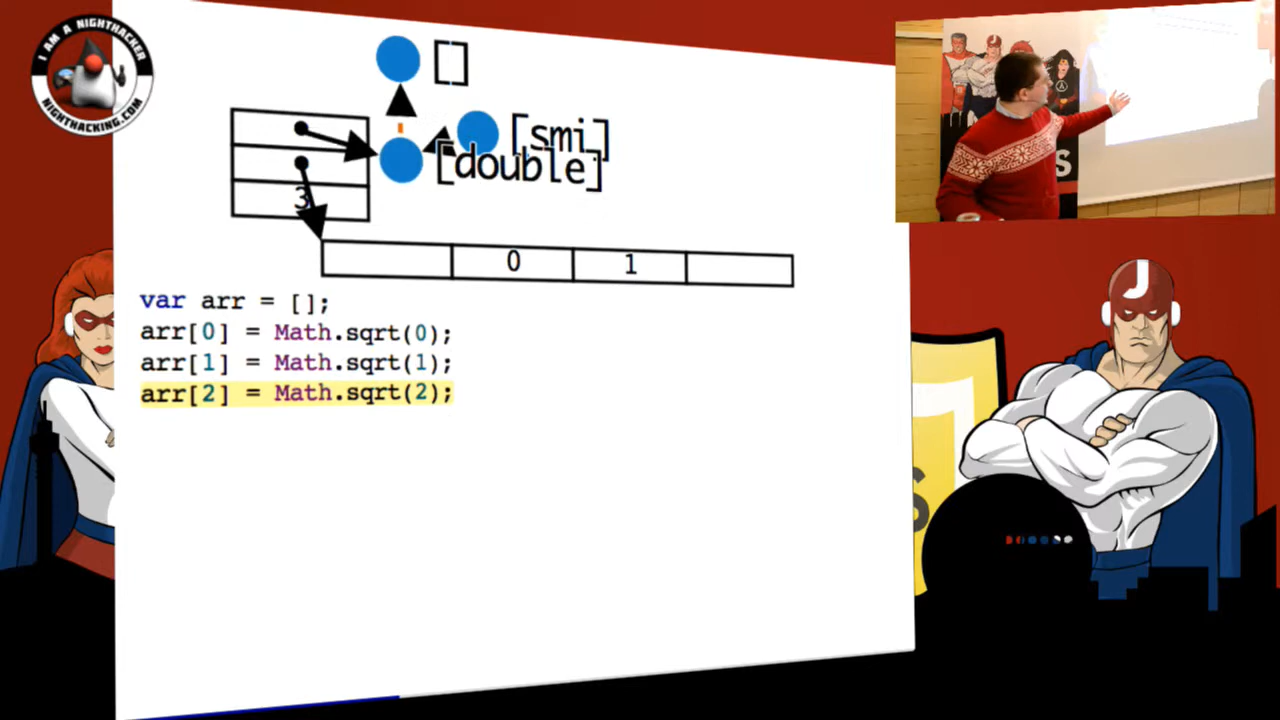 I AM A NIGHTHACKER
NIGHTHACKING.COM
[]
[smi]
[double]
3
0 1
var arr = [];
arr[0] = Math.sqrt(0);
arr[1] = Math.sqrt(1);
arr[2] = Math.sqrt(2);
J
S
S